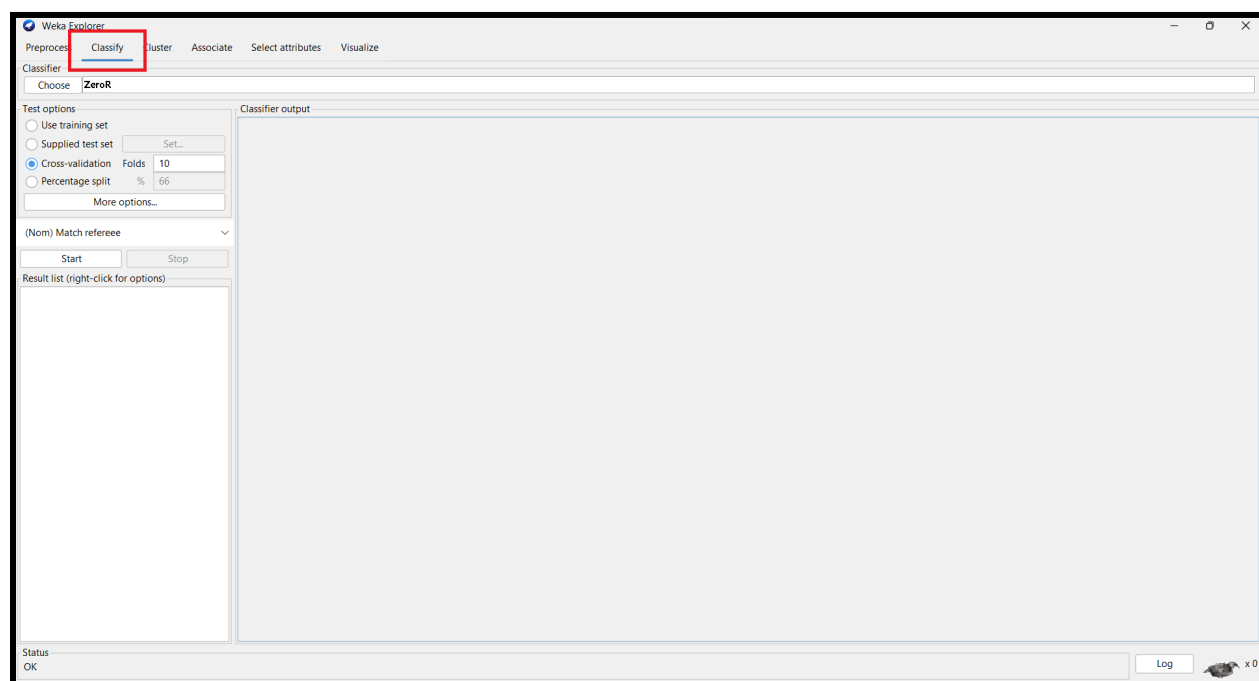 Weka Explorer
Preprocess Classify Cluster Associate Select attributes Visualize
Classifier
Choose ZeroR
Test options
Use training set
Supplied test set Set...
Cross-validation Folds 10
Percentage split % 66
More options...
(Nom) Match refereee
Start Stop
Result list (right-click for options)
Classifier output
Status
OK
Log x 0